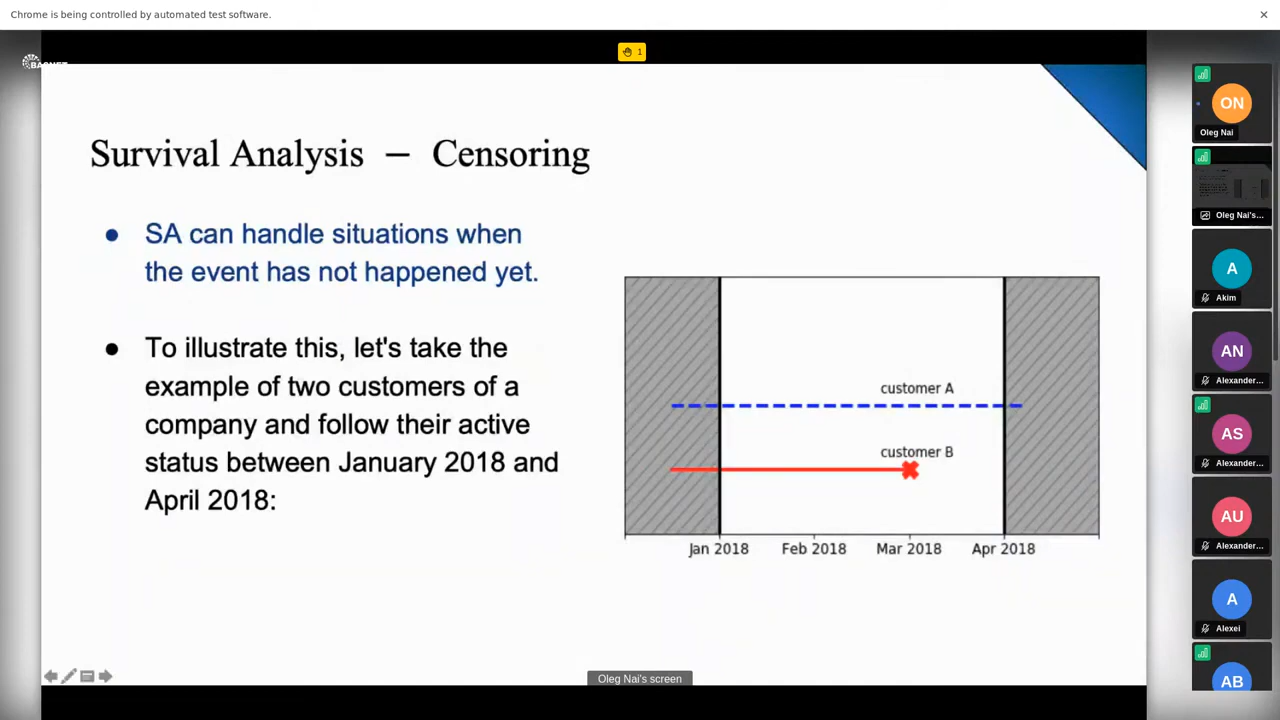 Chrome is being controlled by automated test software.
1
BASNET
Survival Analysis – Censoring
• SA can handle situations when
the event has not happened yet.
• To illustrate this, let's take the
example of two customers of a
company and follow their active
status between January 2018 and
April 2018:
customer A
customer B
Jan 2018 Feb 2018 Mar 2018 Apr 2018
Oleg Nai's screen
ON
Oleg Nai
Oleg Nai's...
A
Akim
AN
Alexander...
AS
Alexander...
AU
Alexander...
A
Alexei
AB